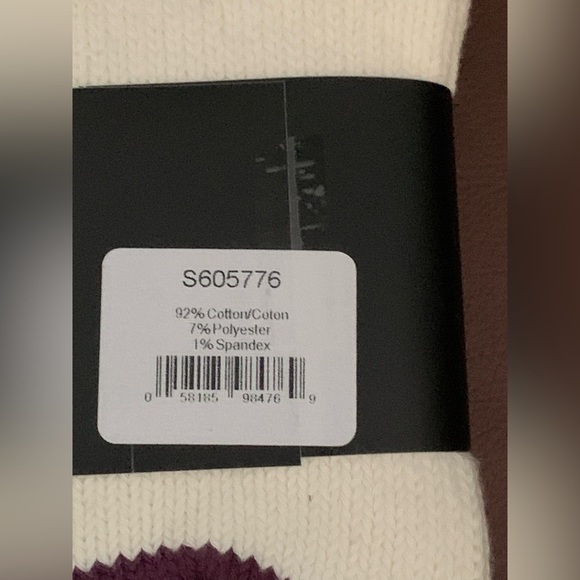 S605776
92% Cotton/Coton
7% Polyester
1% Spandex
0 58185 98476 9